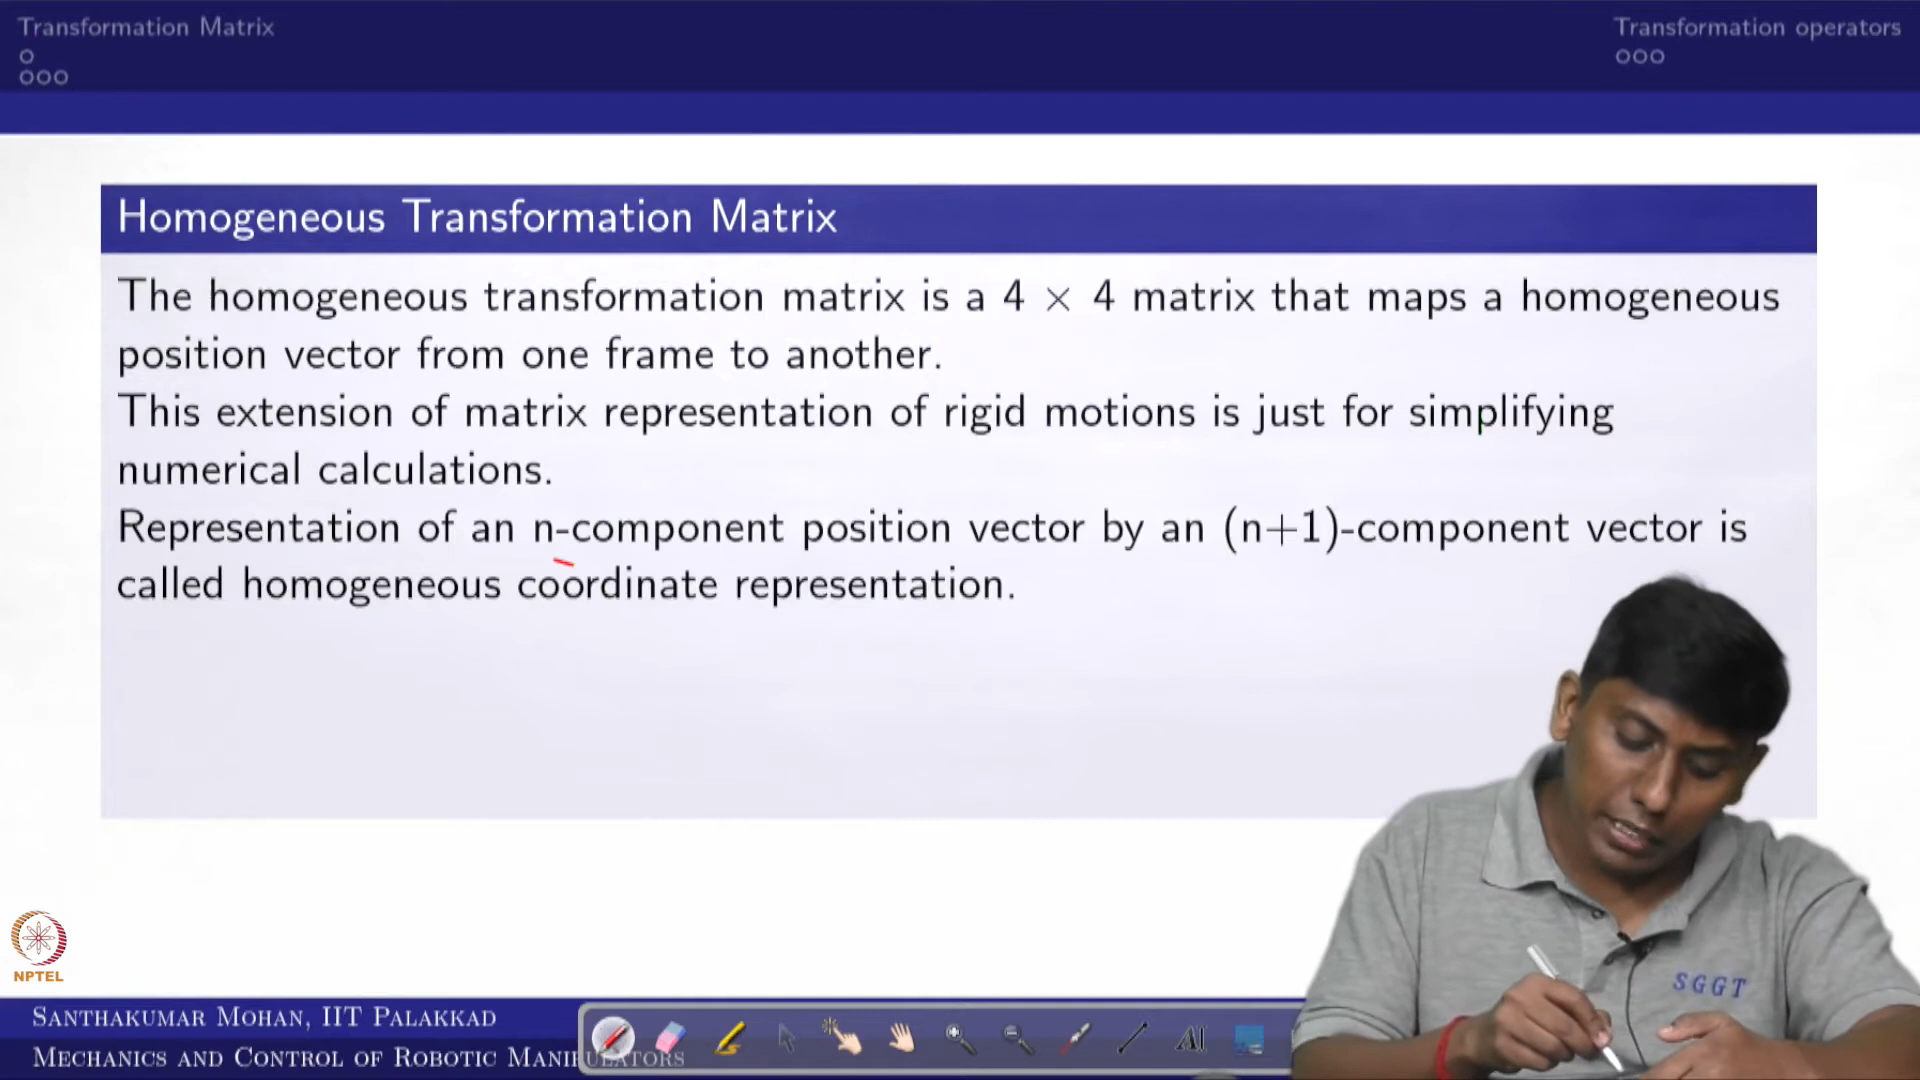 Transformation Matrix
Transformation operators
Homogeneous Transformation Matrix
The homogeneous transformation matrix is a 4 × 4 matrix that maps a homogeneous
position vector from one frame to another.
This extension of matrix representation of rigid motions is just for simplifying
numerical calculations.
Representation of an n-component position vector by an (n+1)-component vector is
called homogeneous coordinate representation.
SGGT
NPTEL
SANTHAKUMAR MOHAN, IIT PALAKKAD
MECHANICS AND CONTROL OF ROBOTIC MANIPULATORS